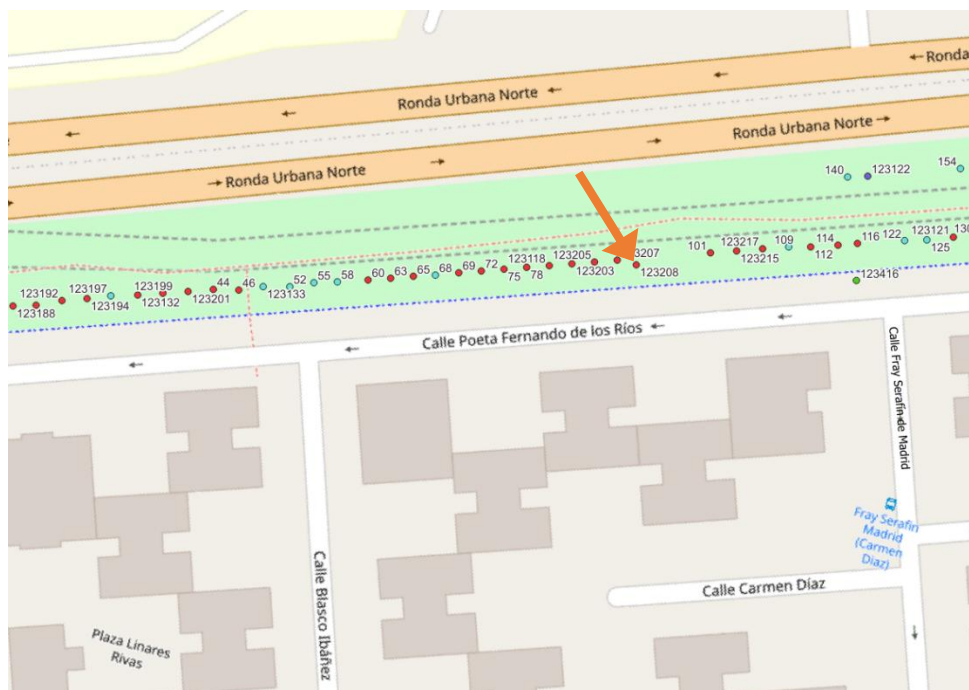 Ronda
Ronda Urbana Norte
Ronda Urbana Norte
Ronda Urbana Norte
140
123122
154
101
123217
109
114
116
122
123121
130
123215
112
125
123118
123205
207
123416
60
63
65
68
69
72
75
78
123203
123208
123192
123197
123199
44
46
52
55
58
123188
123194
123132
123201
123133
Calle Poeta Fernando de los Ríos
Calle Fray Serafín de Madrid
Fray Serafín
Madrid
(Carmen
Díaz)
Calle Blasco Ibáñez
Calle Carmen Díaz
Plaza Linares
Rivas